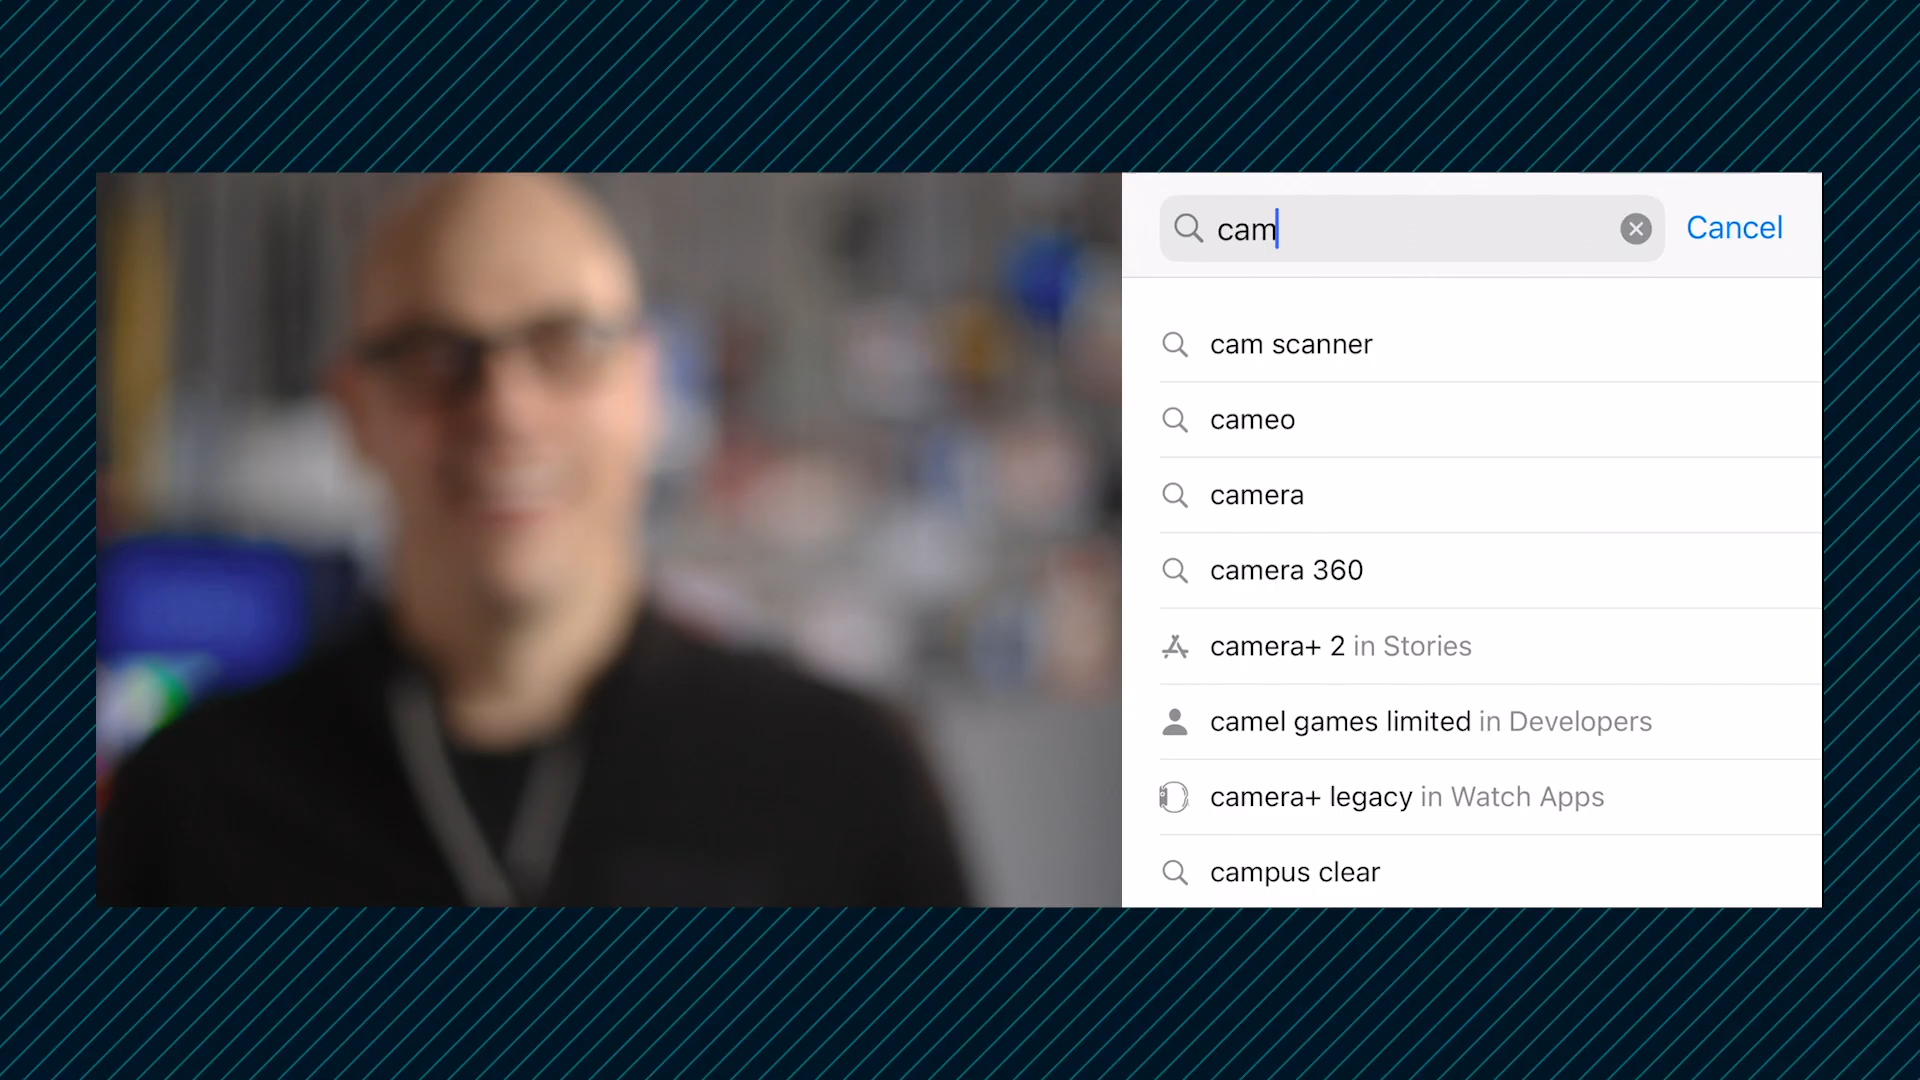 cam
Cancel
cam scanner
cameo
camera
camera 360
camera+ 2 in Stories
camel games limited in Developers
camera+ legacy in Watch Apps
campus clear